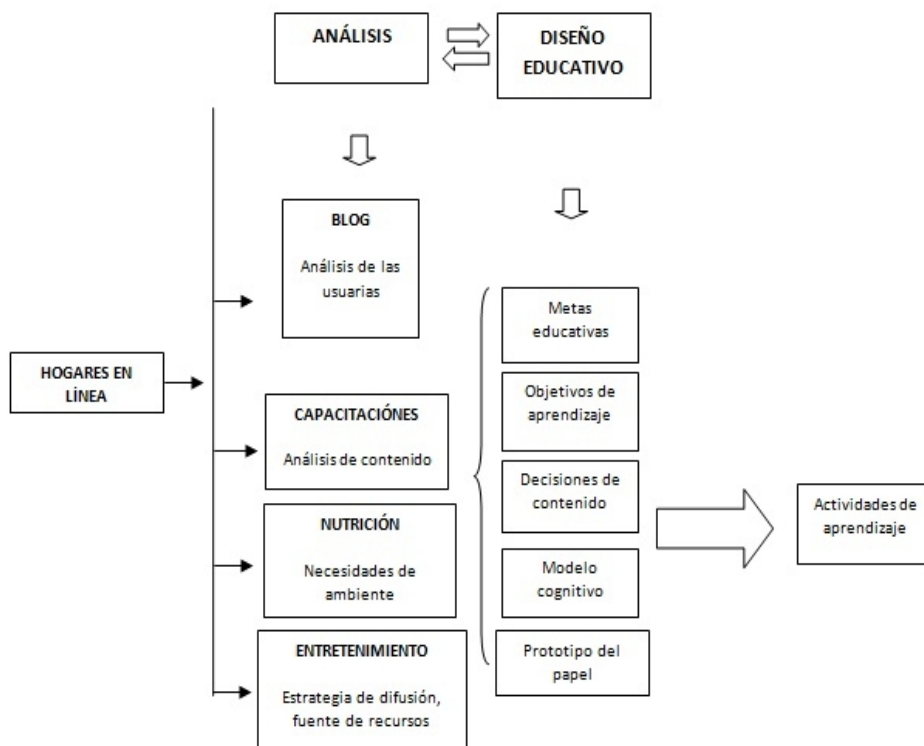 ANÁLISIS
DISEÑO
EDUCATIVO
BLOG
Análisis de las
usuarias
HOGARES EN
LÍNEA
CAPACITACIÓNES
Análisis de contenido
NUTRICIÓN
Necesidades de
ambiente
ENTRETENIMIENTO
Estrategia de difusión,
fuente de recursos
Metas
educativas
Objetivos de
aprendizaje
Decisiones de
contenido
Modelo
cognitivo
Prototipo del
papel
Actividades de
aprendizaje